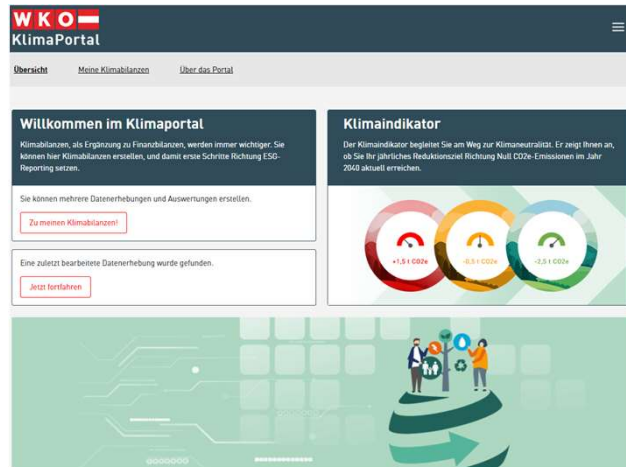 WKO
KlimaPortal
Übersicht Meine Klimabilanzen Über das Portal
Willkommen im Klimaportal
Klimabilanzen, als Ergänzung zu Finanzbilanzen, werden immer wichtiger. Sie
können hier Klimabilanzen erstellen, und damit erste Schritte Richtung ESG-
Reporting setzen.
Sie können mehrere Datenerhebungen und Auswertungen erstellen.
Zu meinen Klimabilanzen!
Eine zuletzt bearbeitete Datenerhebung wurde gefunden.
Jetzt fortfahren
Klimaindikator
Der Klimaindikator begleitet Sie am Weg zur Klimaneutralität. Er zeigt Ihnen an,
ob Sie Ihr jährliches Reduktionsziel Richtung Null CO2e-Emissionen im Jahr
2040 aktuell erreichen.
+1,5 t CO2e -0,5 t CO2e -2,5 t CO2e